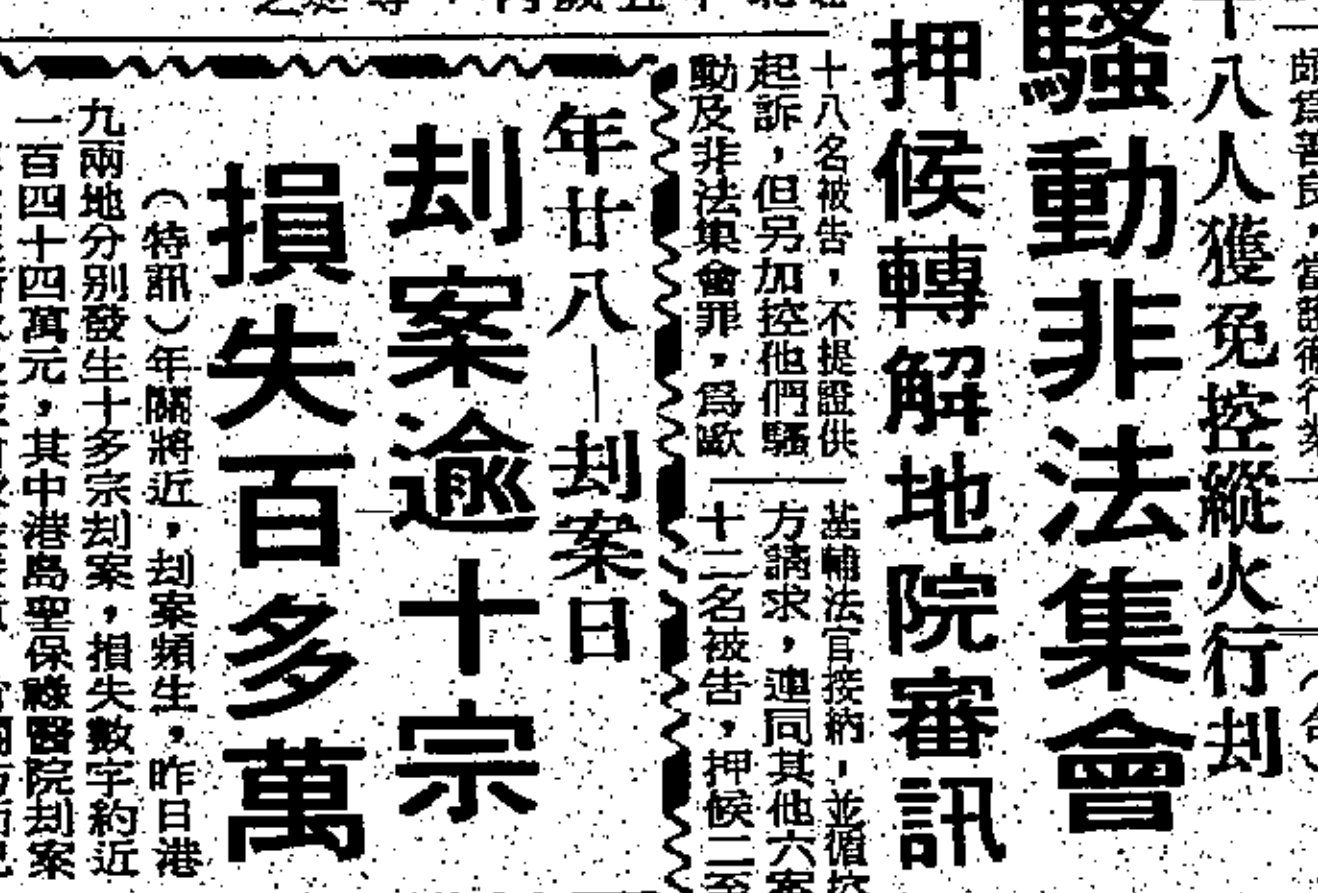 十八人獲免控縱火行刦
騷動非法集會
押候轉解地院審訊
十八名被告，不提證供
起訴，但另加控他們騷
動及非法集會罪，爲歐
基輔法官接納，並循控
方請求，連同其他六案
十二名被告，押候二至
年廿八—刦案日
刦案逾十宗
損失百多萬
（特訊）年關將近，刦案頻生，昨日港
九兩地分别發生十多宗刦案，損失數字約近
一百四十四萬元，其中港島聖保祿醫院刦案